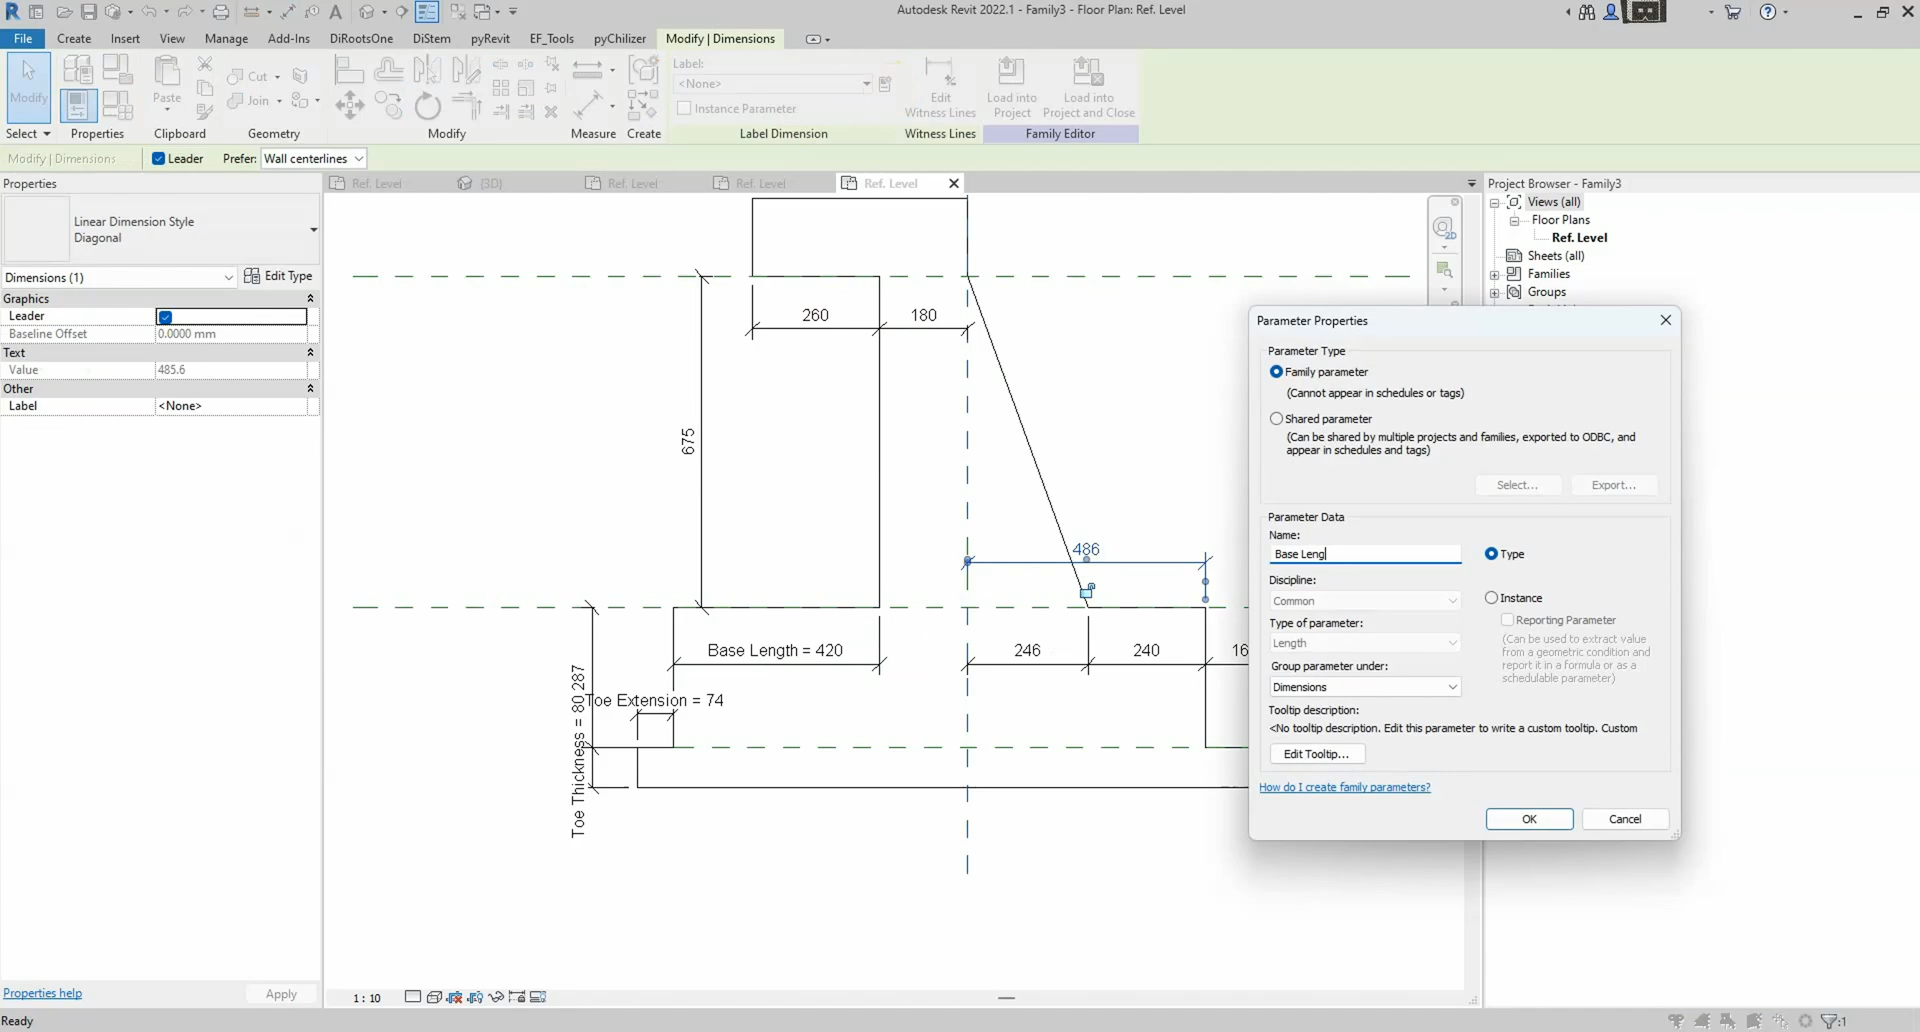 Autodesk Revit 2022.1 - Family3 - Floor Plan: Ref. Level
File Create Insert View Manage Add-Ins DiRootsOne DiStem pyRevit EF_Tools pyChilizer Modify | Dimensions
Modify
Paste
Cut
Join
Label:
<None>
Instance Parameter
Edit
Witness Lines
Load into
Project
Load into
Project and Close
Select Properties Clipboard Geometry Modify Measure Create Label Dimension Witness Lines Family Editor
Modify | Dimensions Leader Prefer: Wall centerlines
Properties
Ref. Level (3D) Ref. Level Ref. Level Ref. Level
Project Browser - Family3
Linear Dimension Style
Diagonal
Dimensions (1) Edit Type
Graphics
Leader
Baseline Offset 0.0000 mm
Text
Value 485.6
Other
Label <None>
Views (all)
Floor Plans
Ref. Level
Sheets (all)
Families
Groups
2D
260 180
675
486
Base Length = 420 246 240 16
Toe Extension = 74
287
Toe Thickness = 80
Parameter Properties
Parameter Type
Family parameter
(Cannot appear in schedules or tags)
Shared parameter
(Can be shared by multiple projects and families, exported to ODBC, and
appear in schedules and tags)
Select... Export...
Parameter Data
Name:
Base Leng
Type
Discipline:
Common
Instance
Type of parameter:
Length
Reporting Parameter
(Can be used to extract value
from a geometric condition and
report it in a formula or as a
schedulable parameter)
Group parameter under:
Dimensions
Tooltip description:
<No tooltip description. Edit this parameter to write a custom tooltip. Custom
Edit Tooltip...
How do I create family parameters?
OK Cancel
Properties help Apply
1 : 10
Ready
:1